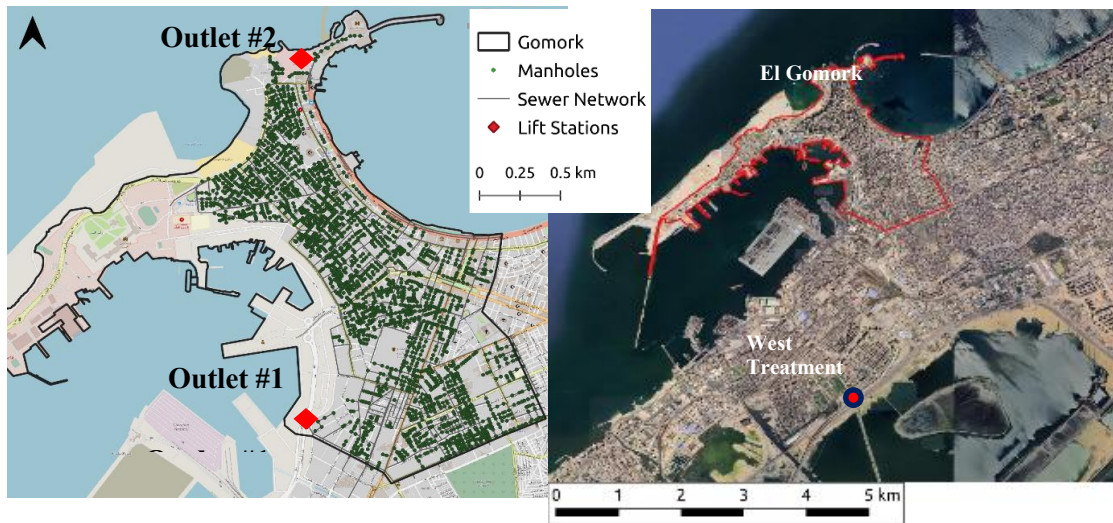 Outlet #2
Gomork
Manholes
Sewer Network
Lift Stations
0 0.25 0.5 km
Outlet #1
El Gomork
West
Treatment
0 1 2 3 4 5 km